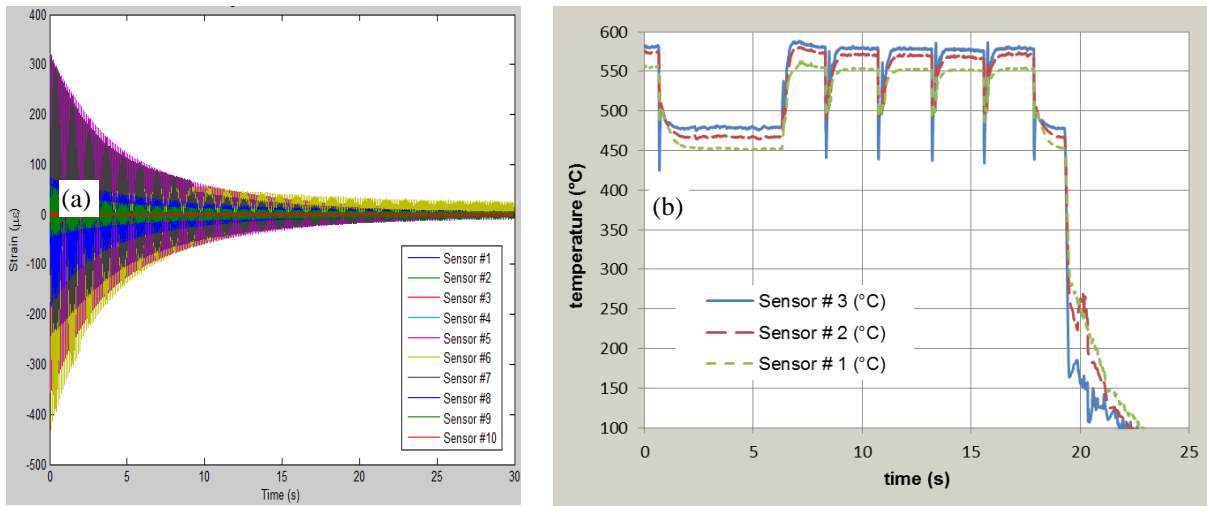 400
300
200
100
0
-100
-200
-300
-400
-500
Strain (με)
(a)
Sensor #1
Sensor #2
Sensor #3
Sensor #4
Sensor #5
Sensor #6
Sensor #7
Sensor #8
Sensor #9
Sensor #10
0 5 10 15 20 25 30
Time (s)
600
550
500
450
400
350
300
250
200
150
100
temperature (°C)
(b)
Sensor # 3 (°C)
Sensor # 2 (°C)
Sensor # 1 (°C)
0 5 10 15 20 25
time (s)